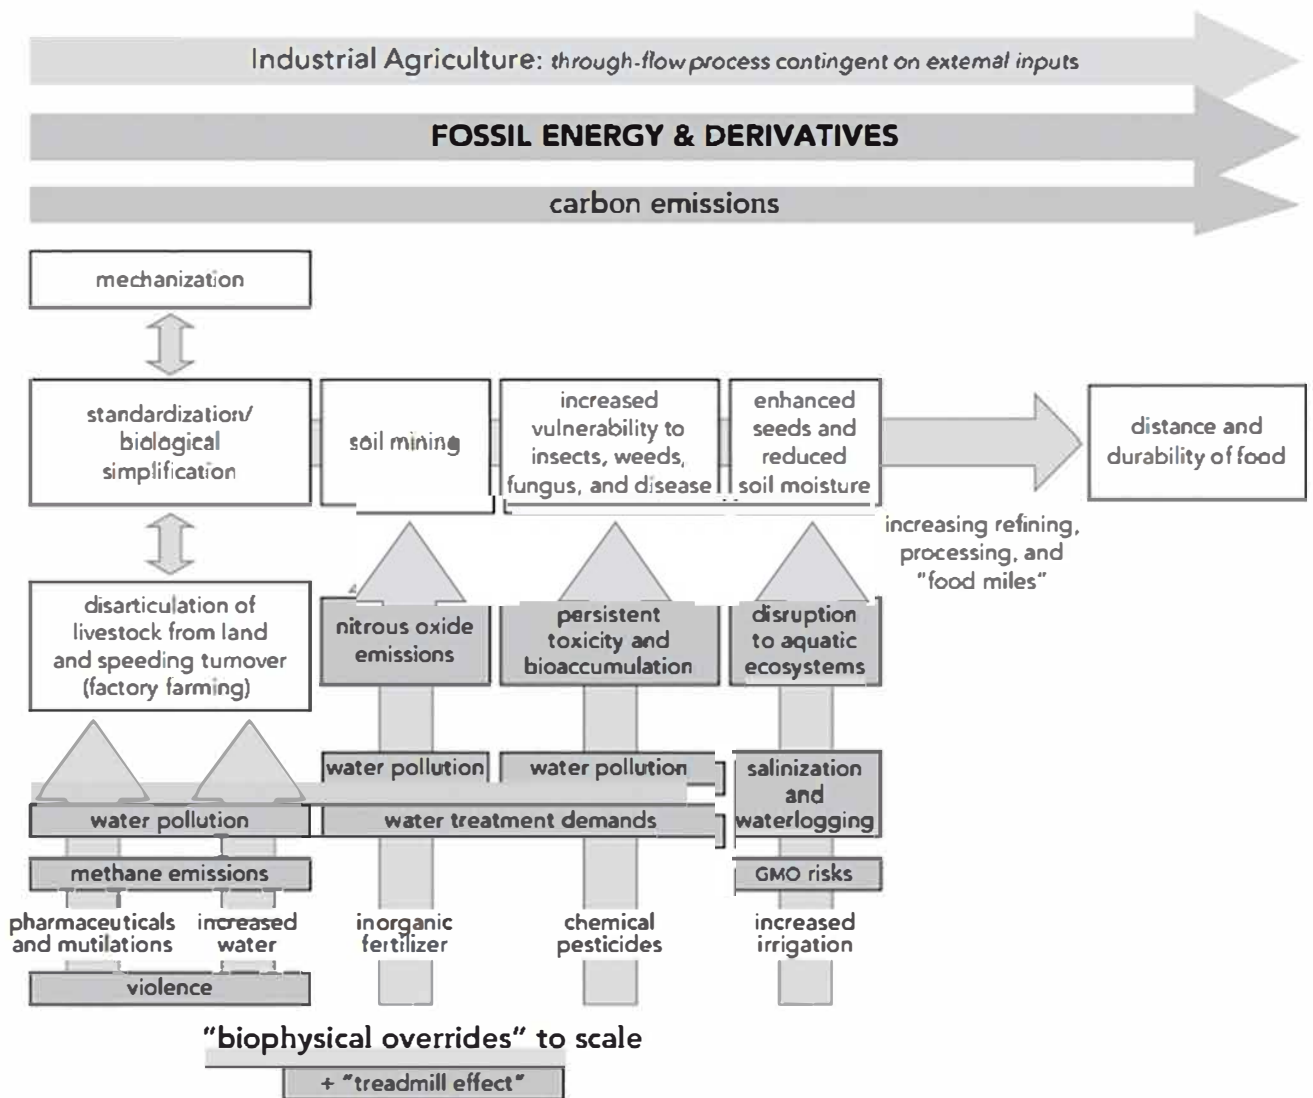 Industrial Agriculture: through-flow process contingent on external inputs
FOSSIL ENERGY & DERIVATIVES
carbon emissions
mechanization
standardization/
biological
simplification
soil mining
increased
vulnerability to
insects, weeds,
fungus, and disease
enhanced
seeds and
reduced
soil moisture
distance and
durability of food
increasing refining,
processing, and
"food miles"
disarticulation of
livestock from land
and speeding turnover
(factory farming)
nitrous oxide
emissions
persistent
toxicity and
bioaccumulation
disruption
to aquatic
ecosystems
water pollution
water pollution
salinization
and
waterlogging
water pollution
water treatment demands
methane emissions
GMO risks
pharmaceuticals
and mutilations
increased
water
inorganic
fertilizer
chemical
pesticides
increased
irrigation
violence
"biophysical overrides" to scale
+ "treadmill effect"